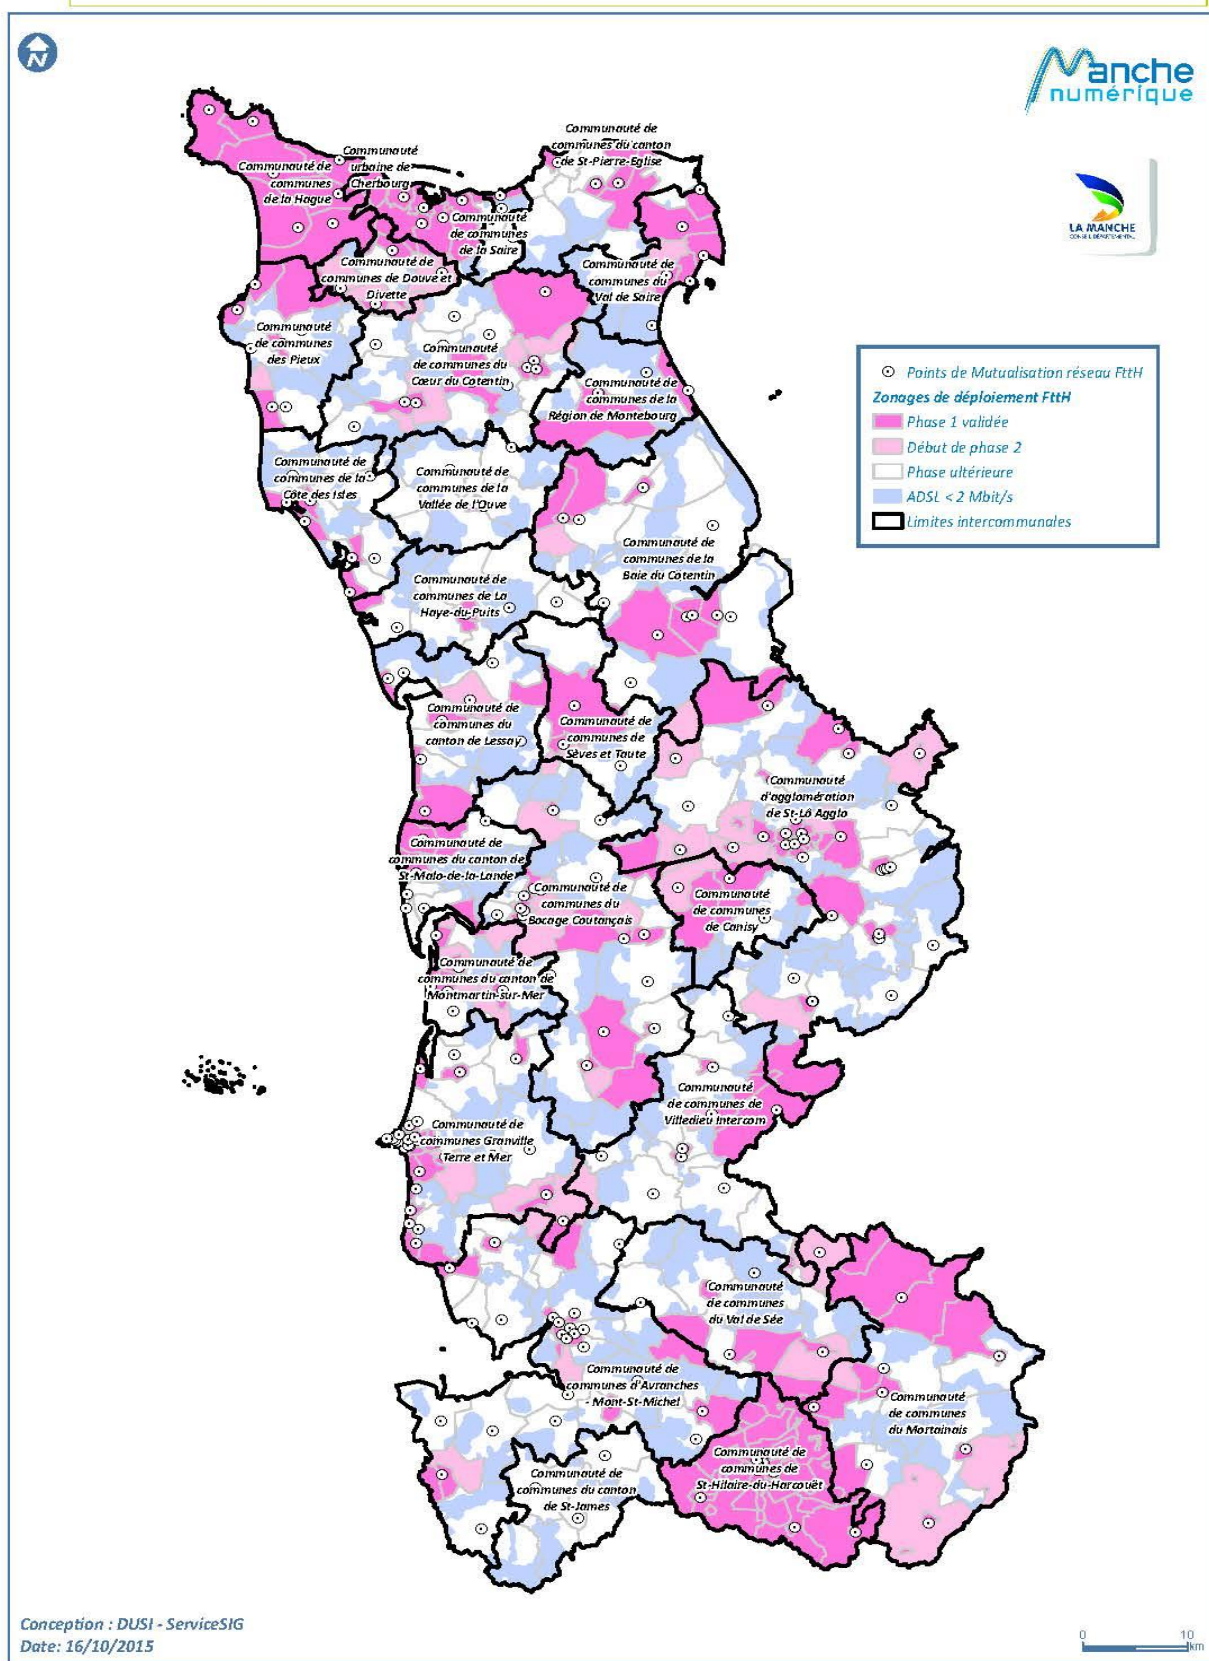 N
Manche
numérique
LA MANCHE
CONSEIL DÉPARTEMENTAL
Communauté de
communes du canton
de St-Pierre-Eglise
Communauté
urbaine de
Cherbourg
Communauté de
communes
de la Hague
Communauté
de communes
de la Saire
Communauté de
communes de Douve et
Divette
Communauté de
communes du
Val de Saire
Communauté
de communes
des Pieux
Communauté
de communes du
Cœur du Cotentin
Communauté de
communes de la
Région de Montebourg
Points de Mutualisation réseau FttH
Zonages de déploiement FttH
Phase 1 validée
Début de phase 2
Phase ultérieure
ADSL < 2 Mbit/s
Limites intercommunales
Communauté de
communes de la
Côte des Isles
Communauté de
communes de la
Vallée de l'Ouve
Communauté de
communes de la
Baie du Cotentin
Communauté de
communes de La
Haye-du-Puits
Communauté de
communes du
canton de Lessay
Communauté de
communes de
Sèves et Taute
Communauté
d'agglomération
de St-Lô Agglo
Communauté de
communes du canton de
St-Malo-de-la-Lande
Communauté de
communes du
Bocage Coutançais
Communauté
de communes
de Canisy
Communauté de
communes du canton de
Montmartin-sur-Mer
Communauté
de communes de
Villedieu Intercom
Communauté de
communes Granville
Terre et Mer
Communauté
de communes
du Val de Sée
Communauté de
communes d'Avranches
- Mont-St-Michel
Communauté
de communes
du Mortainais
Communauté de
communes de
St-Hilaire-du-Harcouët
Communauté de
communes du canton
de St-James
Conception : DUSI - ServiceSIG
Date: 16/10/2015
0 10
km